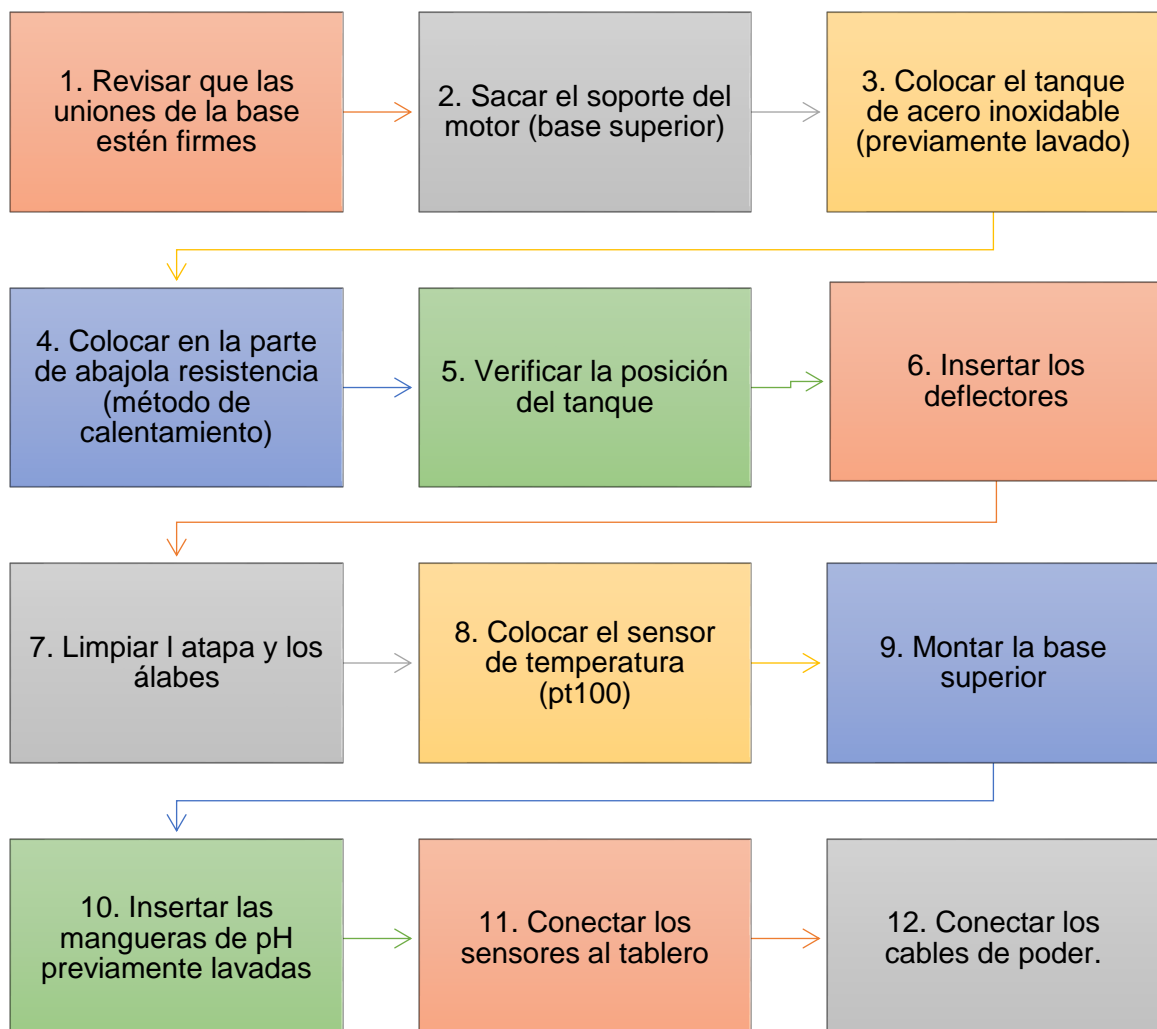 1. Revisar que las
uniones de la base
estén firmes
2. Sacar el soporte del
motor (base superior)
3. Colocar el tanque
de acero inoxidable
(previamente lavado)
4. Colocar en la parte
de abajola resistencia
(método de
calentamiento)
5. Verificar la posición
del tanque
6. Insertar los
deflectores
7. Limpiar l atapa y los
álabes
8. Colocar el sensor
de temperatura
(pt100)
9. Montar la base
superior
10. Insertar las
mangueras de pH
previamente lavadas
11. Conectar los
sensores al tablero
12. Conectar los
cables de poder.